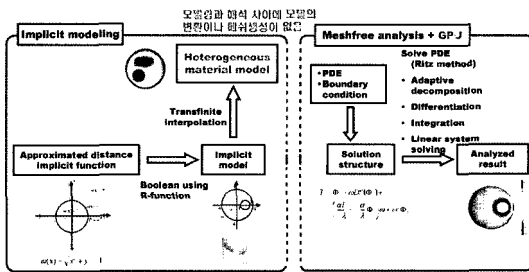 모델링과 해석 사이에 모델의
변환이나 메쉬생성이 없음
Implicit modeling
Heterogeneous
material model
Transfinite
interpolation
Approximated distance
implicit function
Boolean using
R-function
Implicit
model
Meshfree analysis + GPU
•PDE
•Boundary
condition
Solve PDE
(Ritz method)
• Adaptive
decomposition
• Differentiation
• Integration
• Linear system
solving
Solution
structure
Analyzed
result